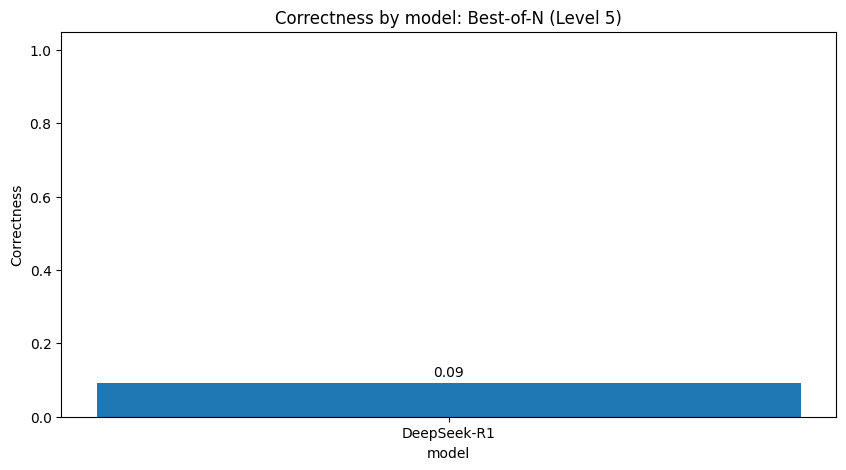 Correctness by model: Best-of-N (Level 5)
1.0
0.8
0.6
0.4
0.2
0.0
Correctness
0.09
DeepSeek-R1
model